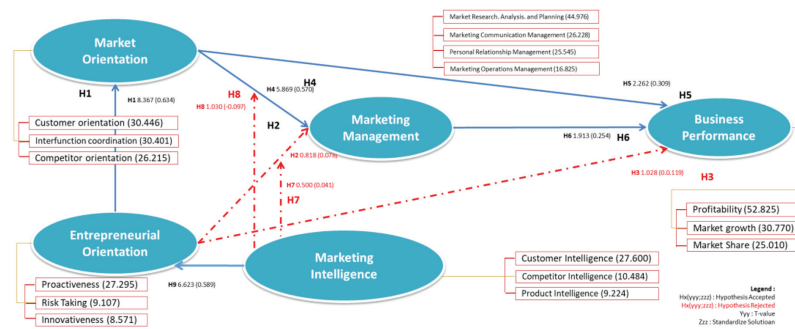 Market Research. Analysis. and Planning (44.976)
Marketing Communication Management (26.228)
Personal Relationship Management (25.545)
Marketing Operations Management (16.825)
Market
Orientation
H1
H1 8.367 (0.634)
Customer orientation (30.446)
Interfunction coordination (30.401)
Competitor orientation (26.215)
H4
H4 5.869 (0.570)
H8
H8 1.030 (-0.097)
H2
H5 2.262 (0.309)
H5
Marketing
Management
Business
Performance
H6 1.913 (0.254)
H6
H2 0.818 (0.079)
H7 0.500 (0.041)
H7
H3 1.028 (0.0.119)
H3
Profitability (52.825)
Market growth (30.770)
Market Share (25.010)
Entrepreneurial
Orientation
Marketing
Intelligence
H9 6.623 (0.589)
Proactiveness (27.295)
Risk Taking (9.107)
Innovativeness (8.571)
Customer Intelligence (27.600)
Competitor Intelligence (10.484)
Product Intelligence (9.224)
Legend :
Hx(yyy;zzz) : Hypothesis Accepted
Hx(yyy;zzz) : Hypothesis Rejected
Yyy : T-value
Zzz : Standardize Solutioan